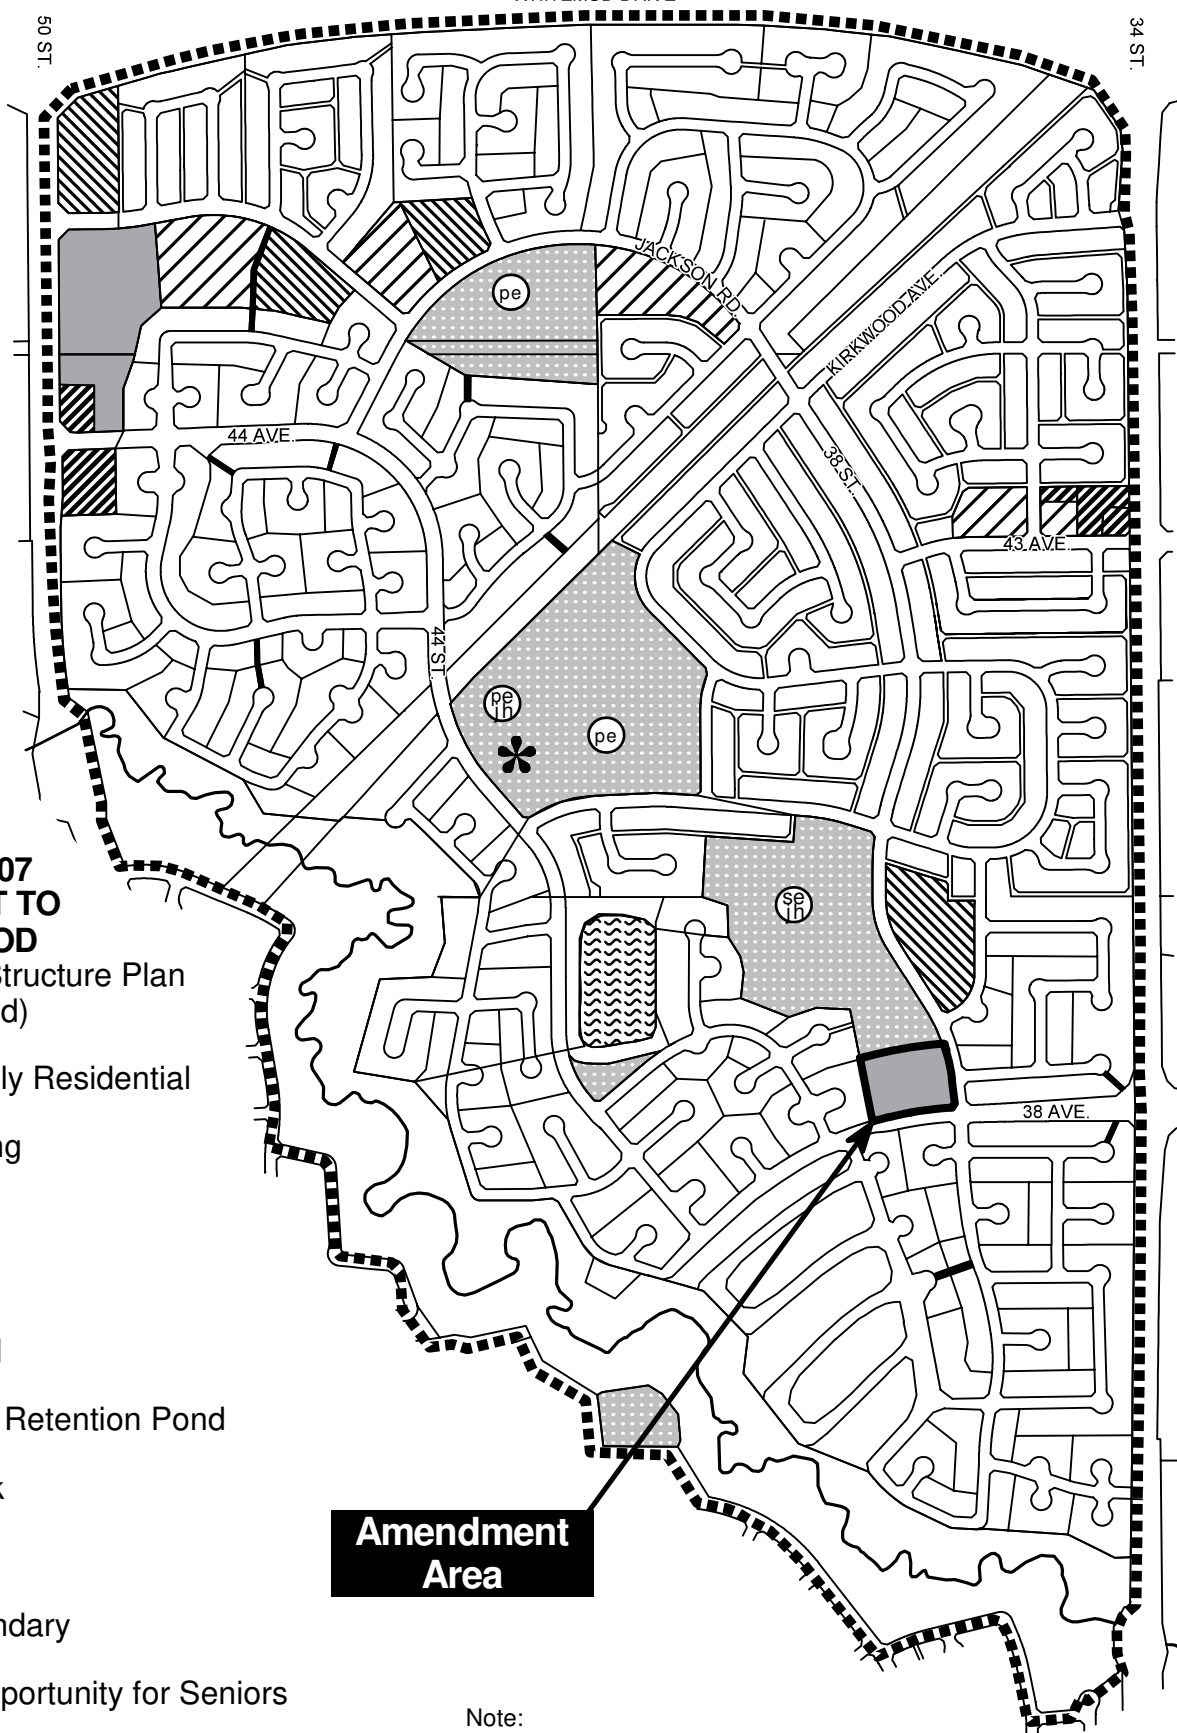 50 ST.
34 ST.
pe
JACKSON RD.
KIRKWOOD AVE.
44 AVE.
38 ST.
43 AVE.
44 ST.
pe
jh
pe
07
T TO
OD
Structure Plan
d)
ly Residential
ng
se
jh
38 AVE.
Retention Pond
k
Amendment
Area
ndary
portunity for Seniors
Note: